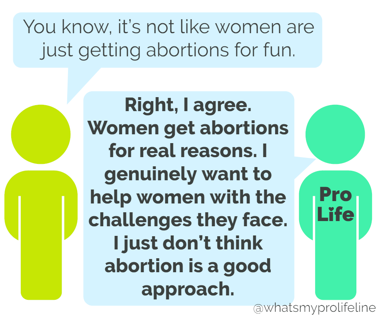 You know, it's not like women are
just getting abortions for fun.
Right, I agree.
Women get abortions
for real reasons. I
genuinely want to
help women with the
challenges they face.
I just don't think
abortion is a good
approach.
Pro
Life
@whatsmyprolifeline